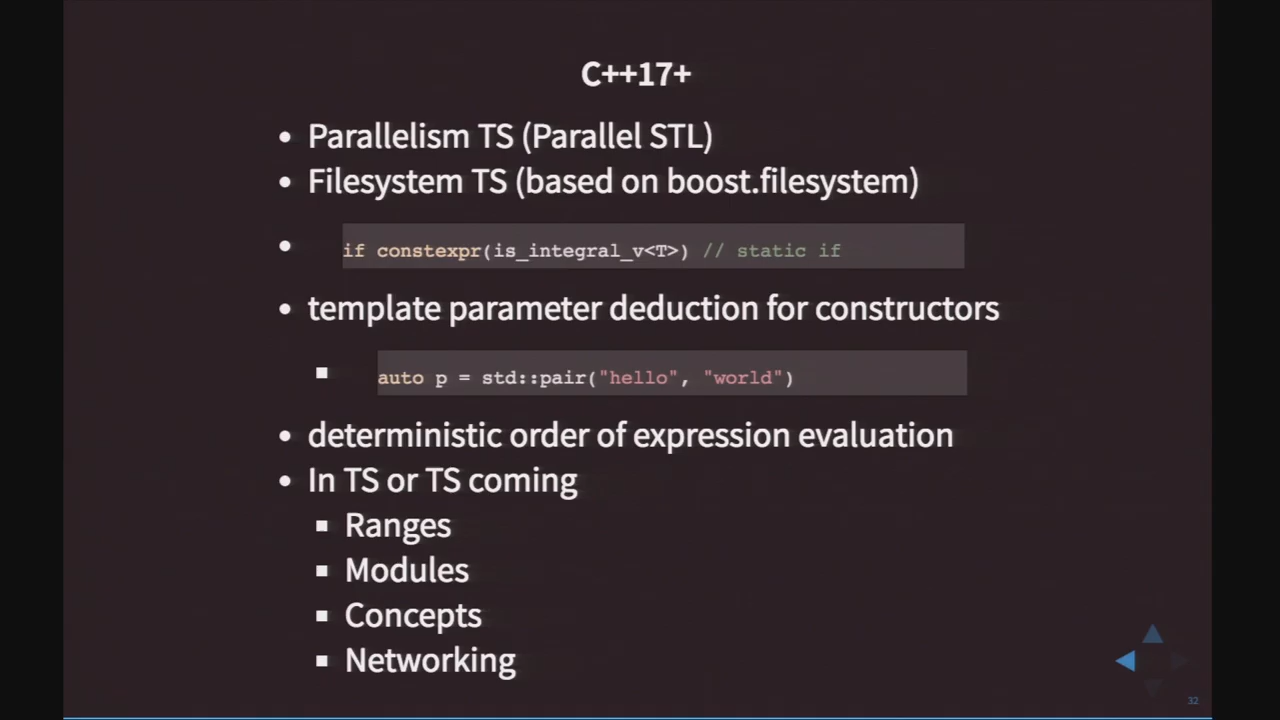 C++17+
Parallelism TS (Parallel STL)
Filesystem TS (based on boost.filesystem)
if constexpr(is_integral_v<T>) // static if
template parameter deduction for constructors
auto p = std::pair("hello", "world")
deterministic order of expression evaluation
In TS or TS coming
Ranges
Modules
Concepts
Networking
32